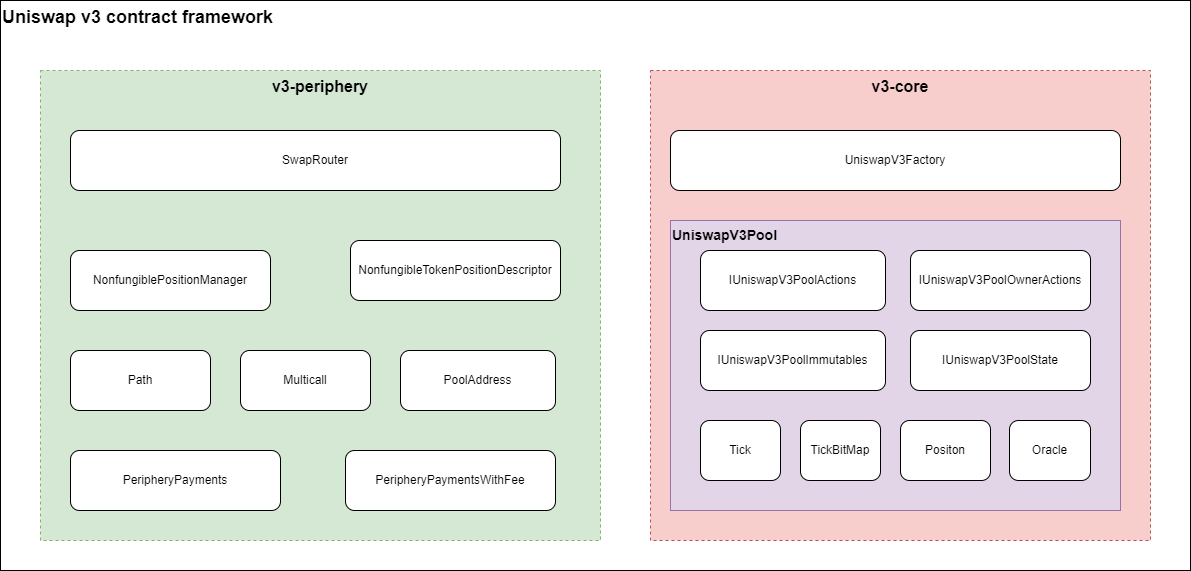 Uniswap v3 contract framework
v3-periphery
SwapRouter
NonfungiblePositionManager
NonfungibleTokenPositionDescriptor
Path
Multicall
PoolAddress
PeripheryPayments
PeripheryPaymentsWithFee
v3-core
UniswapV3Factory
UniswapV3Pool
IUniswapV3PoolActions
IUniswapV3PoolOwnerActions
IUniswapV3PoolImmutables
IUniswapV3PoolState
Tick
TickBitMap
Positon
Oracle